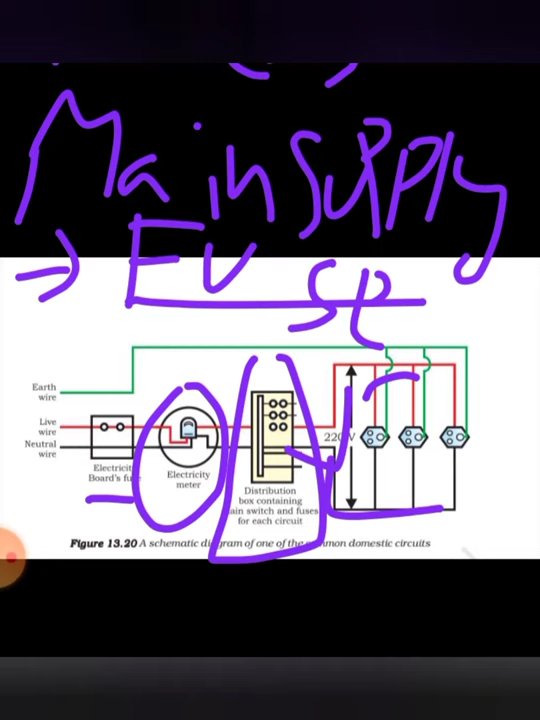 Main Supply
Earth
wire
Live
wire
Neutral
wire
220 V
Electricity
Board's fuse
Electricity
meter
Distribution
box containing
main switch and fuses
for each circuit
Figure 13.20 A schematic diagram of one of the common domestic circuits